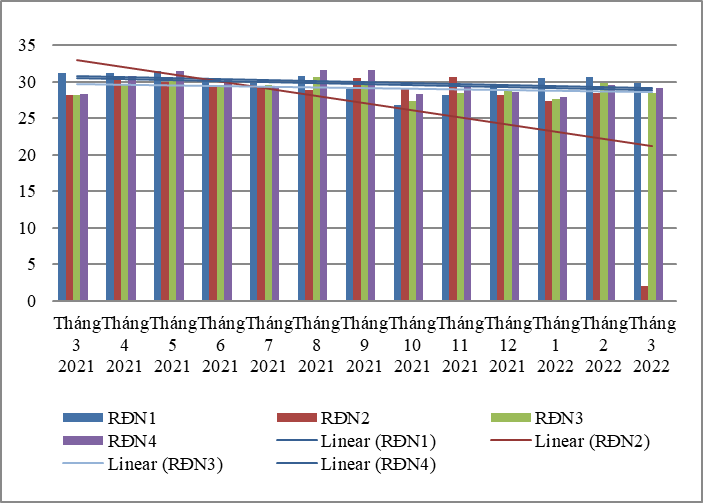 35
30
25
20
15
10
5
0
Tháng Tháng Tháng Tháng Tháng Tháng Tháng Tháng Tháng Tháng Tháng Tháng Tháng
3 4 5 6 7 8 9 10 11 12 1 2 3
2021 2021 2021 2021 2021 2021 2021 2021 2021 2021 2022 2022 2022
RĐN1 RĐN2 RĐN3
RĐN4 Linear (RĐN1) Linear (RĐN2)
Linear (RĐN3) Linear (RĐN4)